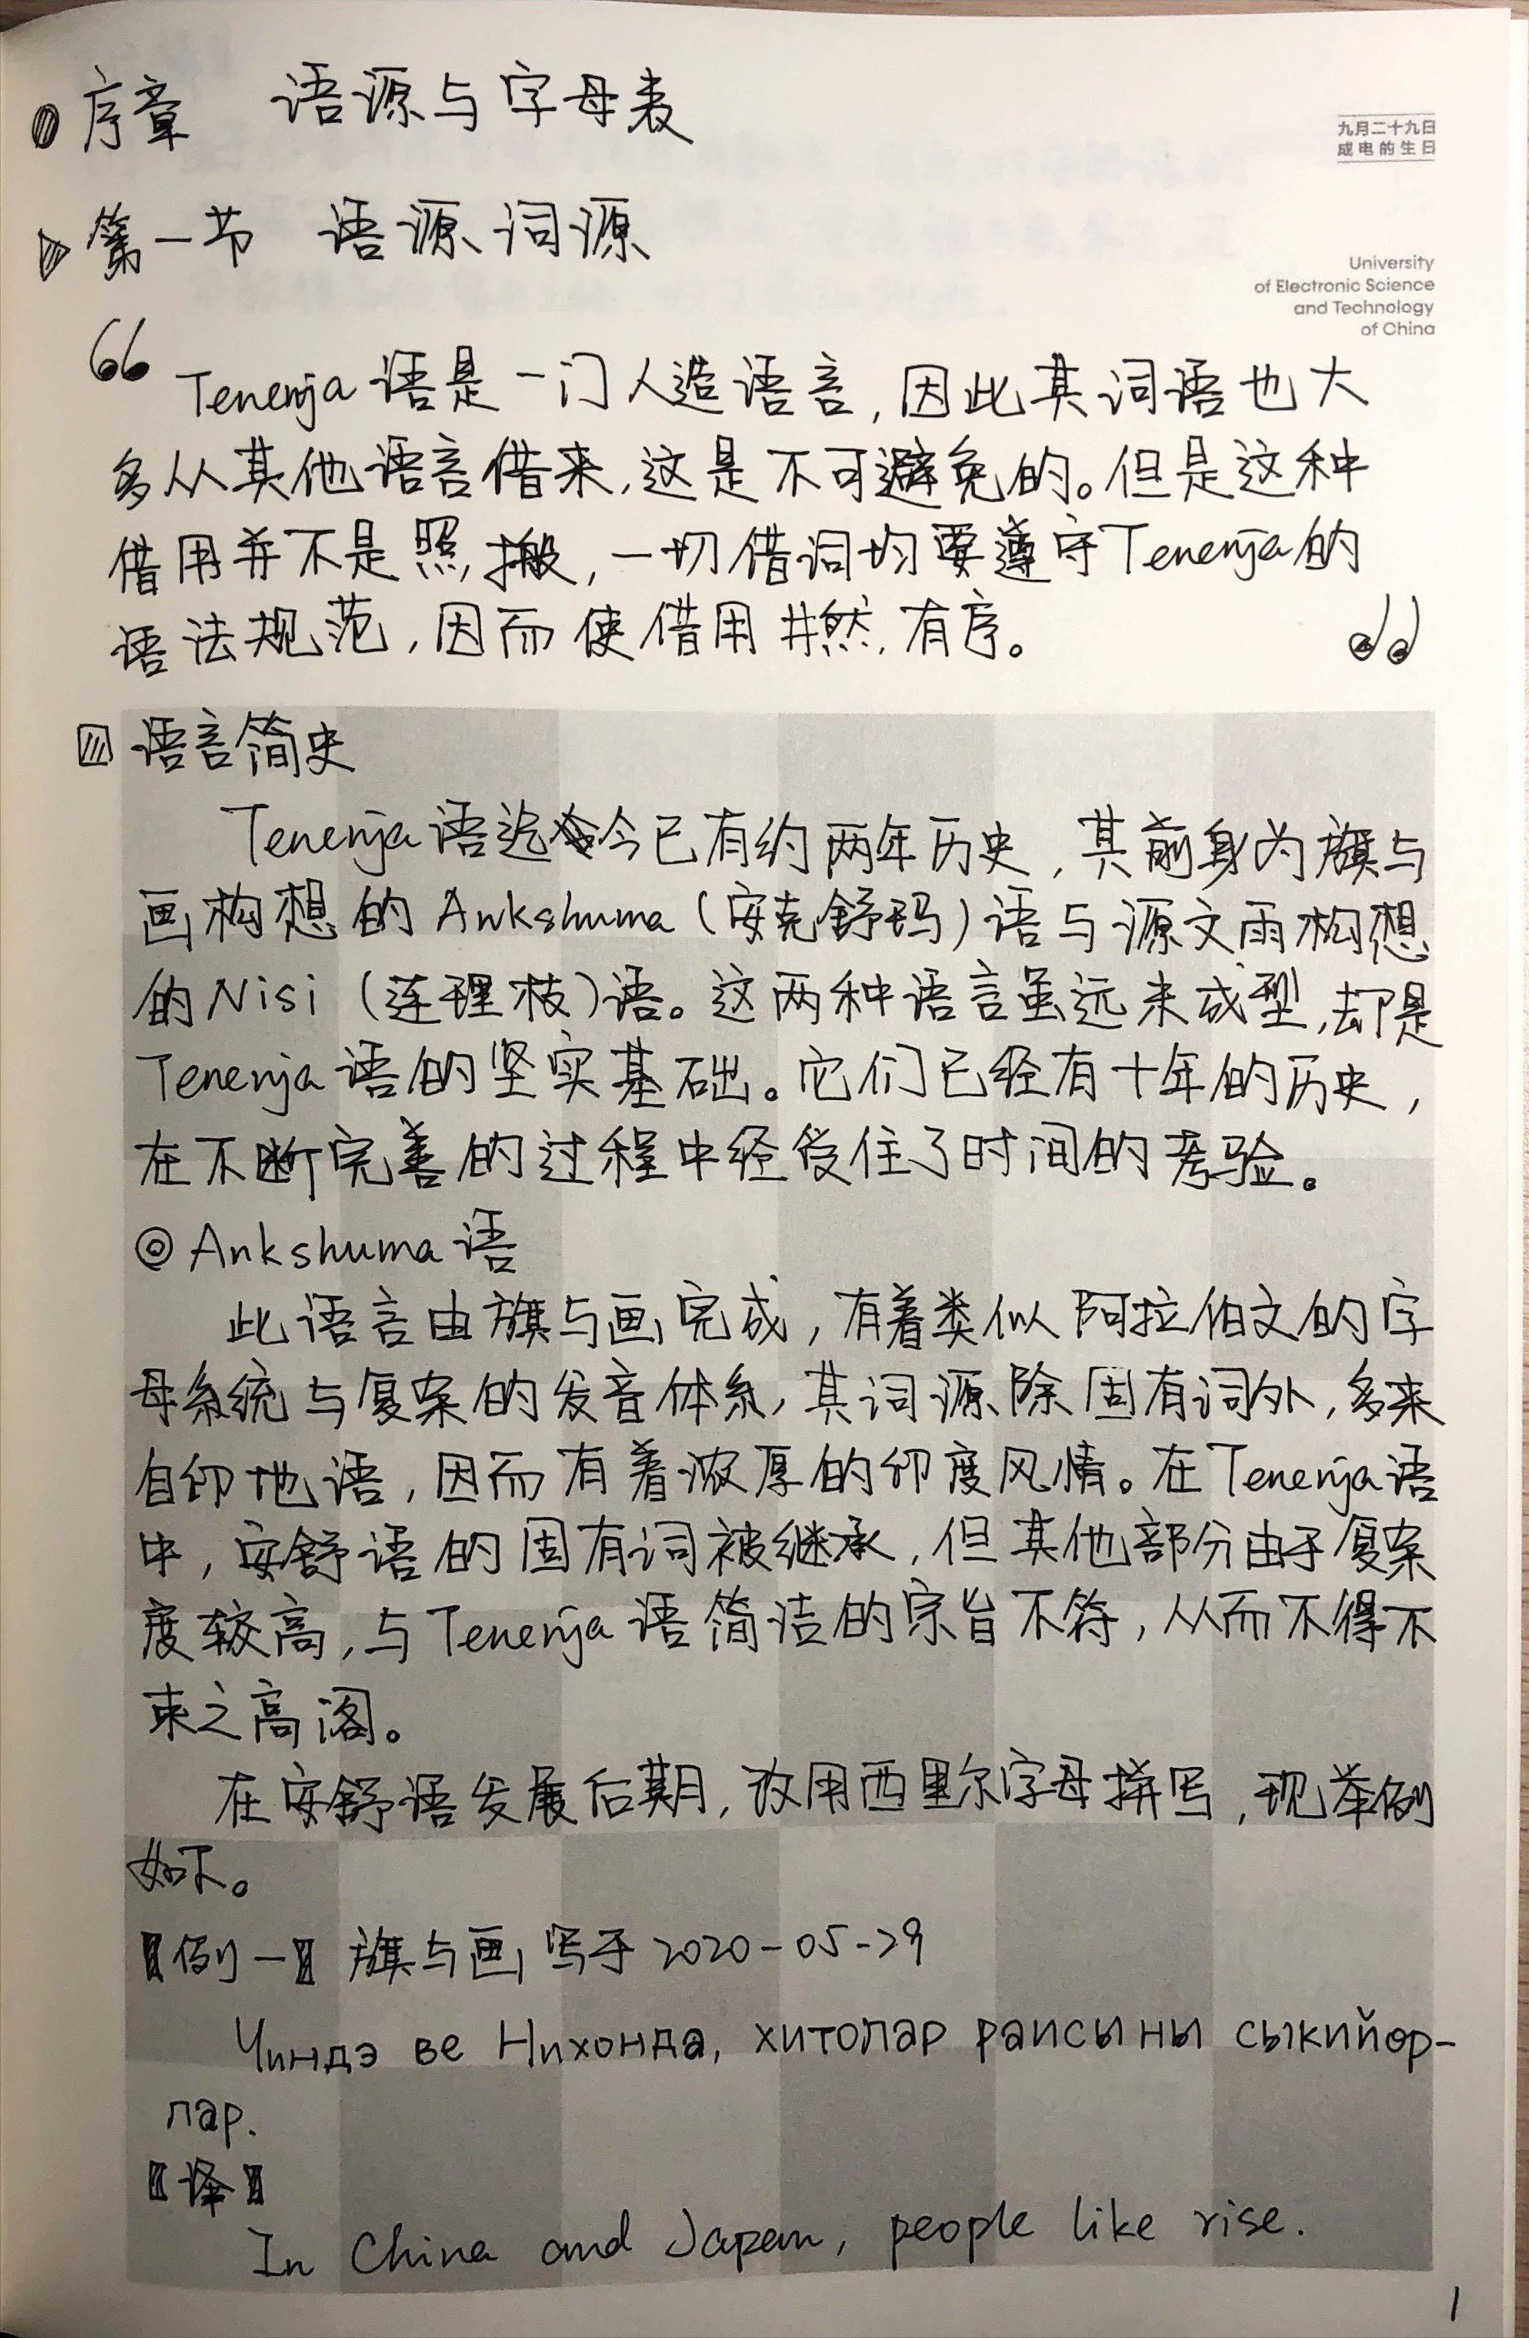 序章 语源与字母表
九月二十九日
成电的生日
第一节 语源、词源
University
of Electronic Science
and Technology
of China
“Tenenja语是一门人造语言,因此其词语也大
多从其他语言借来,这是不可避免的。但是这种
借用并不是照搬,一切借词均要遵守Tenenja的
语法规范,因而使借用井然有序。”
语言简史
Tenenja语迄今已有约两年历史,其前身为旗与
画构想的Ankshuma(安克舒玛)语与源文雨构想
的Nisi(连理枝)语。这两种语言虽远未成型,却是
Tenenja语的坚实基础。它们已经有十年的历史,
在不断完善的过程中经受住了时间的考验。
◎Ankshuma语
此语言由旗与画完成,有着类似阿拉伯文的字
母系统与复杂的发音体系,其词源除固有词外,多来
自印地语,因而有着浓厚的印度风情。在Tenenja语
中,安舒语的固有词被继承,但其他部分由于复杂
度较高,与Tenenja语简洁的宗旨不符,从而不得不
束之高阁。
在安舒语发展后期,改用西里尔字母拼写,现举例
如下。
【例一】旗与画写于2020-05-29
Чиндэ ве Нихонда, хитолар раисыны сыкийор-
лар.
【译】
In China and Japan, people like rise.
1